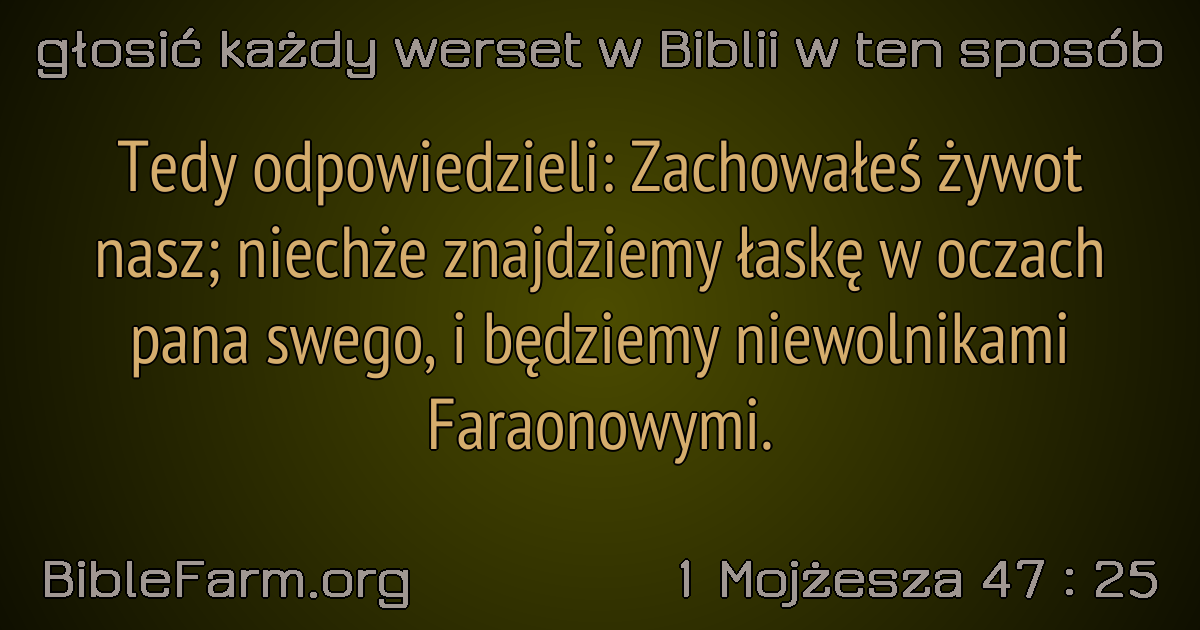 głosić każdy werset w Biblii w ten sposób
Tedy odpowiedzieli: Zachowałeś żywot
nasz; niechże znajdziemy łaskę w oczach
pana swego, i będziemy niewolnikami
Faraonowymi.
BibleFarm.org
1 Mojżesza 47 : 25